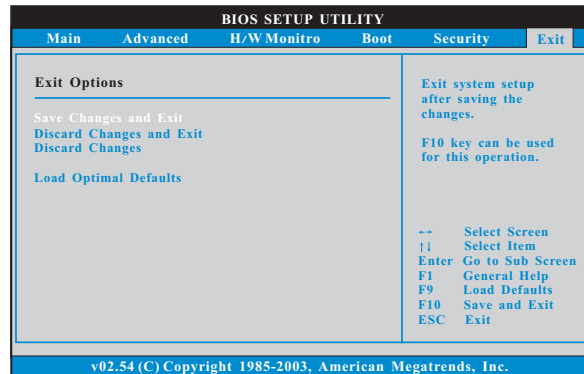 BIOS SETUP UTILITY
Main Advanced H/W Monitro Boot Security Exit
Exit Options
Save Changes and Exit
Discard Changes and Exit
Discard Changes
Load Optimal Defaults
Exit system setup
after saving the
changes.
F10 key can be used
for this operation.
←→ Select Screen
↑↓ Select Item
Enter Go to Sub Screen
F1 General Help
F9 Load Defaults
F10 Save and Exit
ESC Exit
v02.54 (C) Copyright 1985-2003, American Megatrends, Inc.